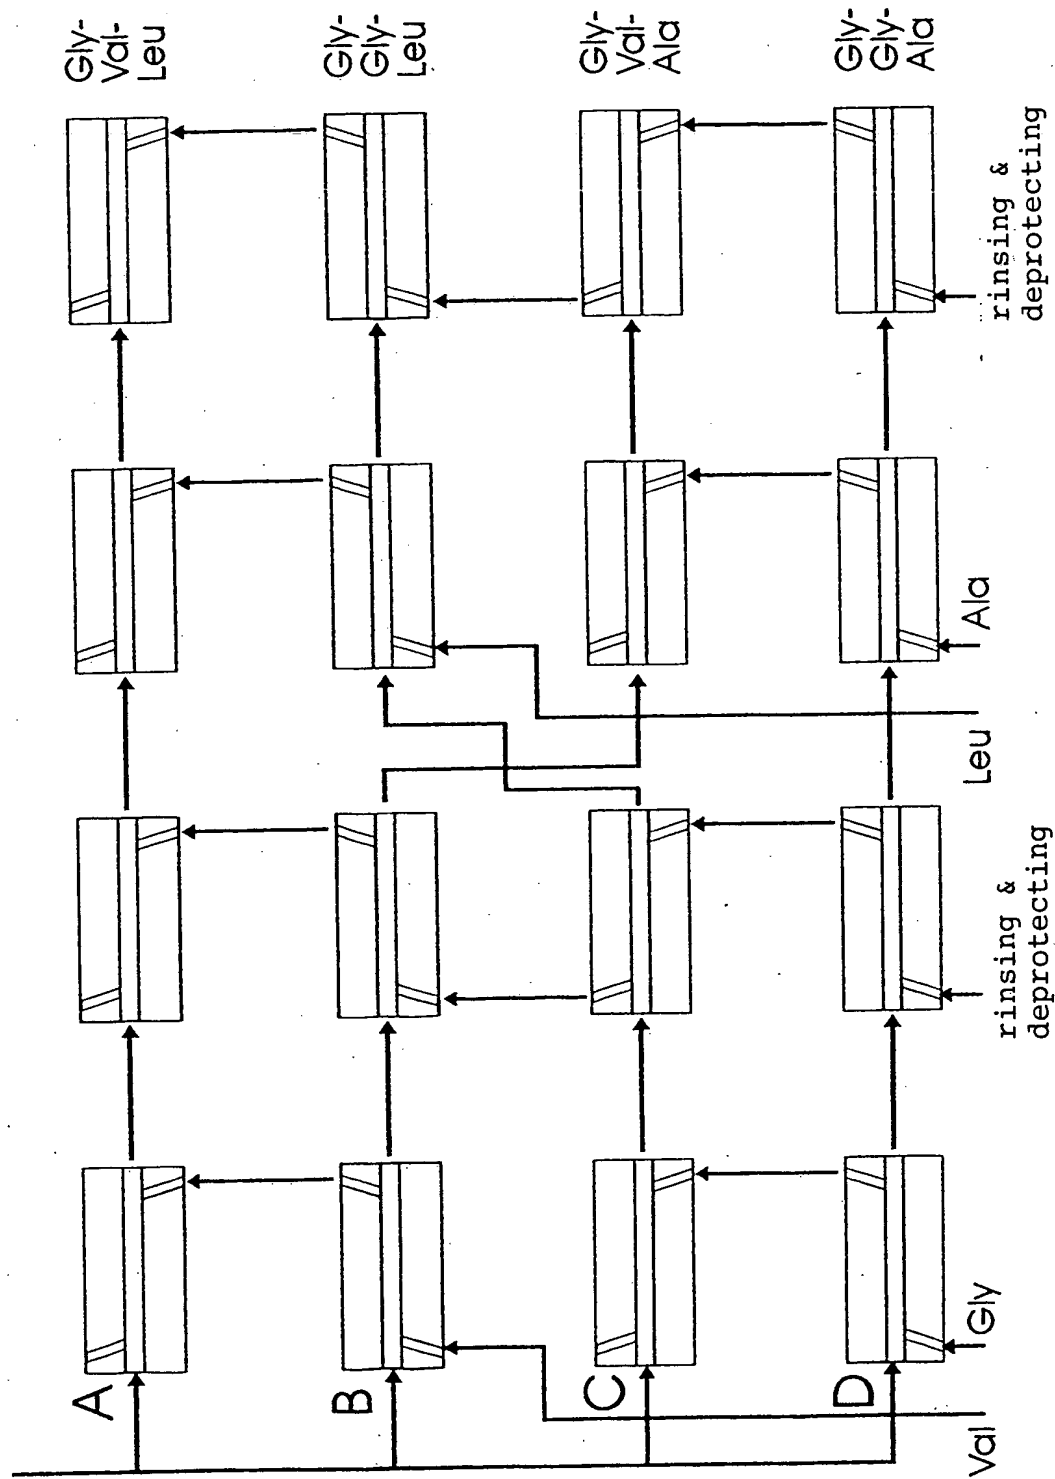 Gly-
Val-
Leu
Gly-
Gly-
Leu
Gly-
Val-
Ala
Gly-
Gly-
Ala
A
B
C
D
Val
Gly
rinsing &
deprotecting
Leu
Ala
rinsing &
deprotecting